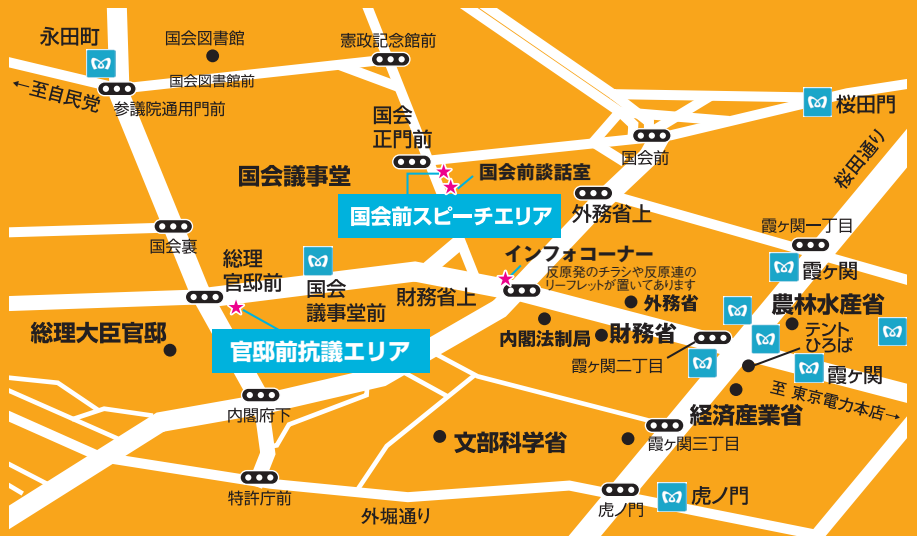 永田町
国会図書館
憲政記念館前
国会図書館前
←至自民党
参議院通用門前
桜田門
国会
正門前
国会前
桜田通り
国会議事堂
国会前談話室
国会前スピーチエリア
外務省上
霞ヶ関一丁目
国会裏
総理
官邸前
インフォコーナー
反原発のチラシや反原連の
リーフレットが置いてあります
霞ヶ関
国会
議事堂前
財務省上
外務省
農林水産省
総理大臣官邸
内閣法制局
財務省
テント
ひろば
官邸前抗議エリア
霞ヶ関二丁目
霞ヶ関
至 東京電力本店→
内閣府下
経済産業省
文部科学省
霞ヶ関三丁目
特許庁前
虎ノ門
外堀通り
虎ノ門